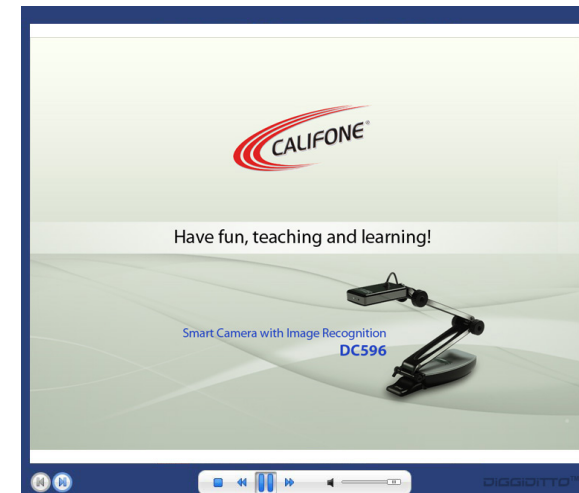 CALIFONE®
Have fun, teaching and learning!
Smart Camera with Image Recognition
DC596
DIGGIDITTO